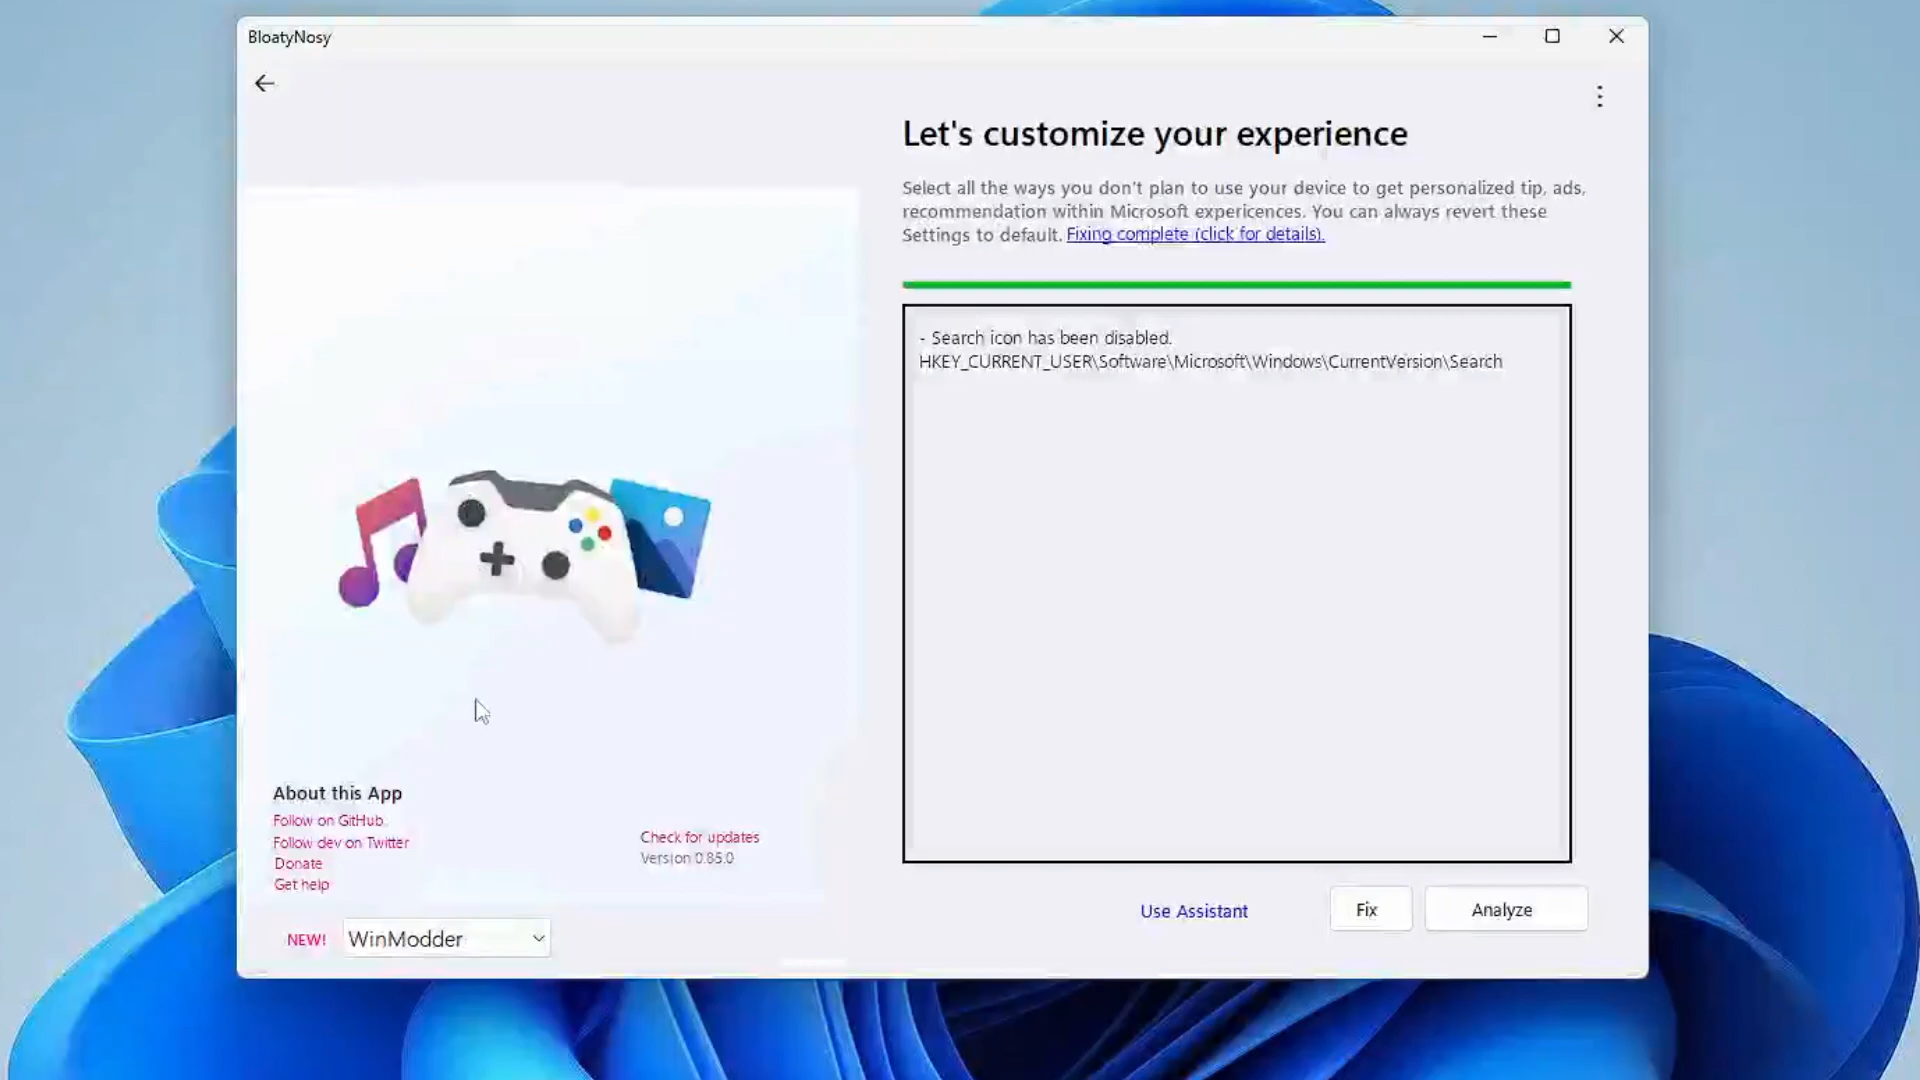 BloatyNosy
Let's customize your experience
Select all the ways you don't plan to use your device to get personalized tip, ads,
recommendation within Microsoft expericences. You can always revert these
Settings to default. Fixing complete (click for details).
- Search icon has been disabled.
HKEY_CURRENT_USER\Software\Microsoft\Windows\CurrentVersion\Search
About this App
Follow on GitHub
Follow dev on Twitter
Donate
Get help
Check for updates
Version 0.85.0
NEW! WinModder
Use Assistant
Fix
Analyze